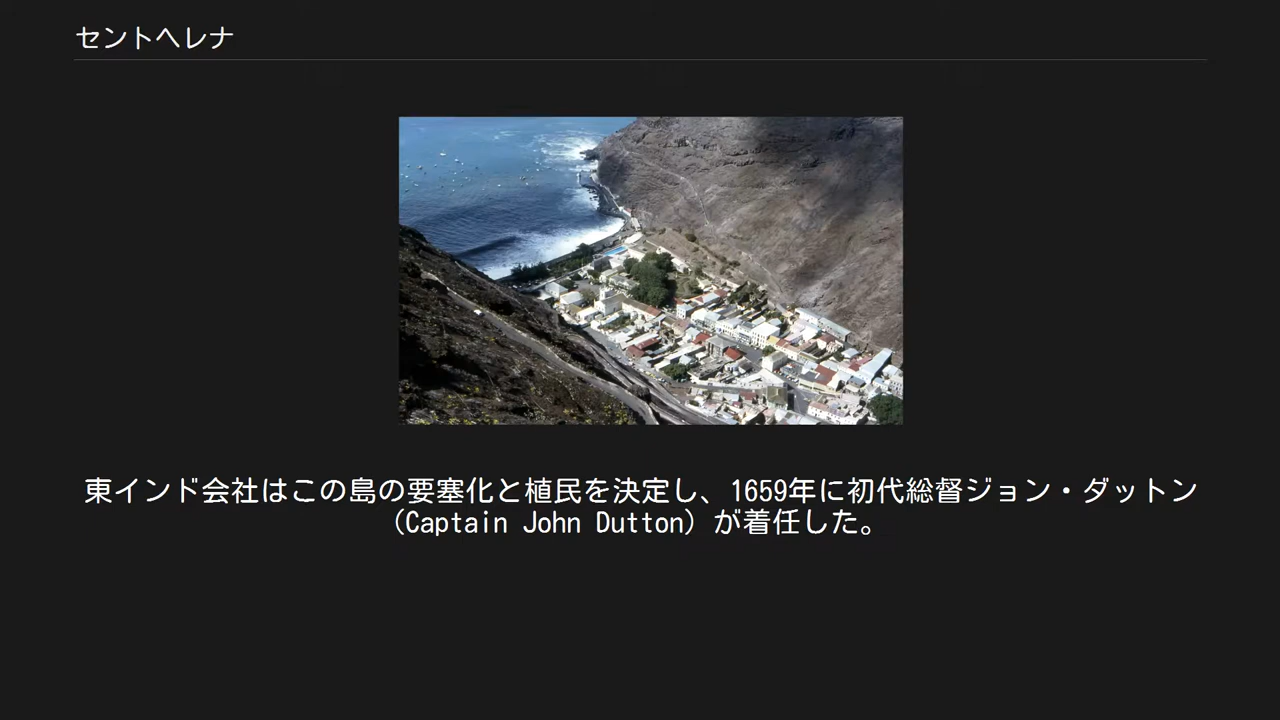 セントヘレナ
東インド会社はこの島の要塞化と植民を決定し、1659年に初代総督ジョン・ダットン
（Captain John Dutton）が着任した。